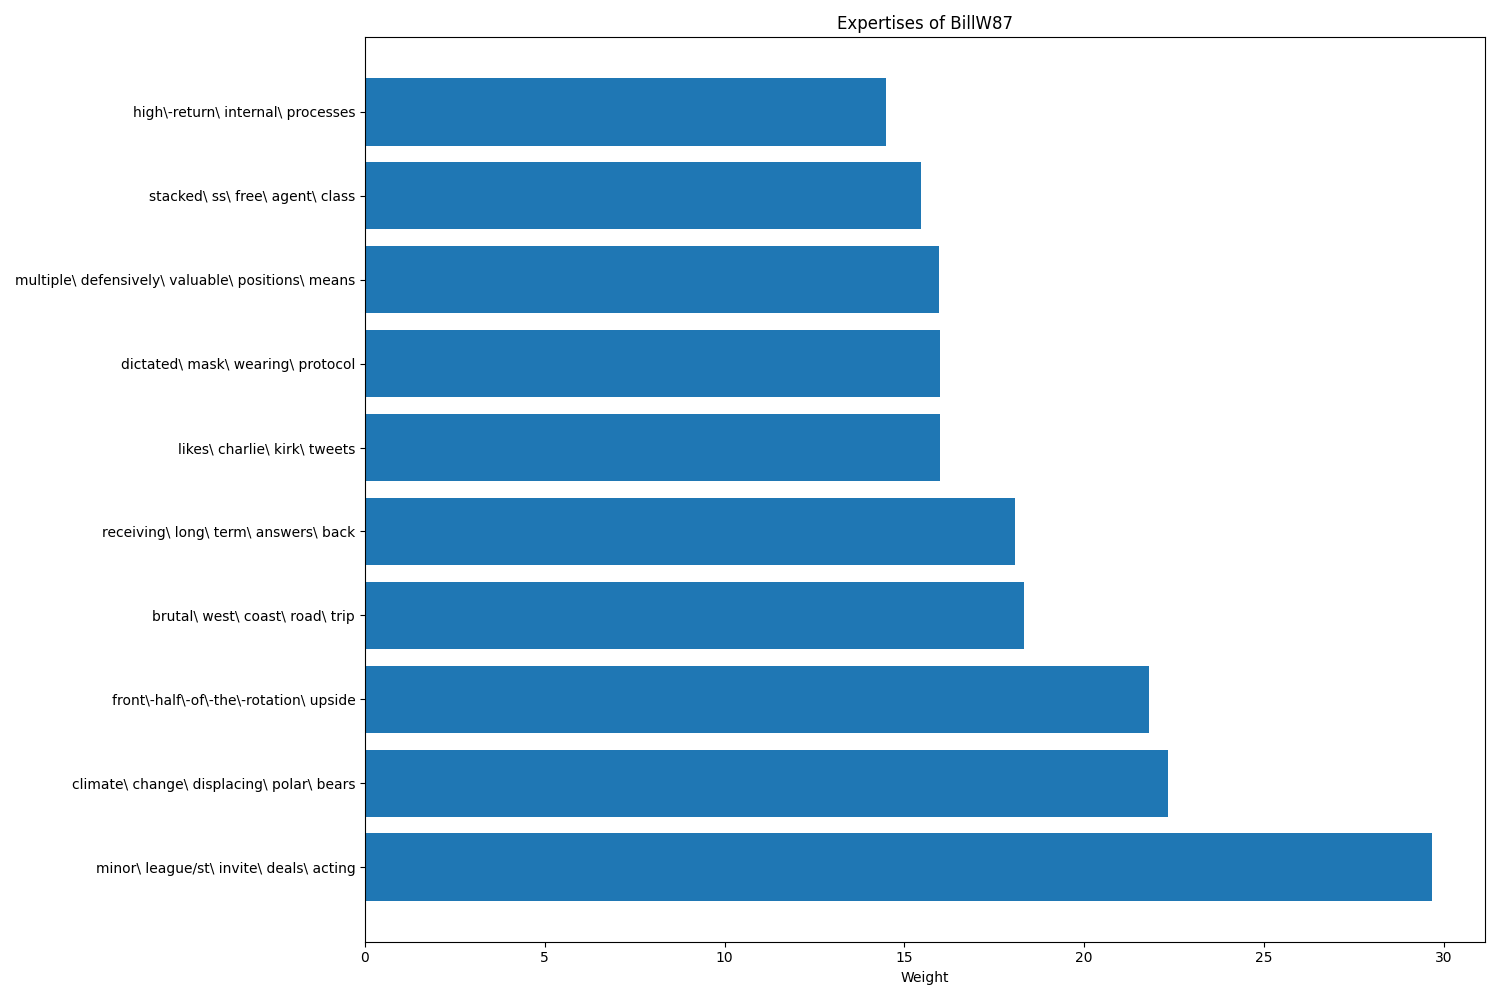 Expertises of BillW87
high\-return\ internal\ processes
stacked\ ss\ free\ agent\ class
multiple\ defensively\ valuable\ positions\ means
dictated\ mask\ wearing\ protocol
likes\ charlie\ kirk\ tweets
receiving\ long\ term\ answers\ back
brutal\ west\ coast\ road\ trip
front\-half\-of\-the\-rotation\ upside
climate\ change\ displacing\ polar\ bears
minor\ league/st\ invite\ deals\ acting
0 5 10 15 20 25 30
Weight